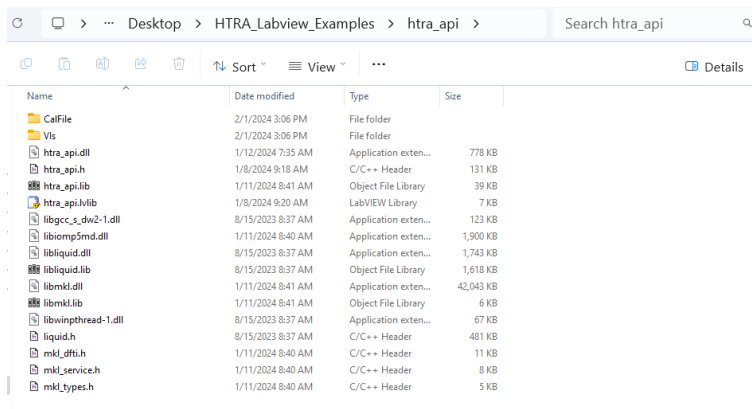 ··· Desktop > HTRA_Labview_Examples > htra_api > Search htra_api
Sort View ··· Details
Name Date modified Type Size
CalFile 2/1/2024 3:06 PM File folder
VIs 2/1/2024 3:06 PM File folder
htra_api.dll 1/12/2024 7:35 AM Application exten... 778 KB
htra_api.h 1/8/2024 9:18 AM C/C++ Header 131 KB
htra_api.lib 1/11/2024 8:41 AM Object File Library 39 KB
htra_api.lvlib 1/8/2024 9:20 AM LabVIEW Library 7 KB
libgcc_s_dw2-1.dll 8/15/2023 8:37 AM Application exten... 123 KB
libiomp5md.dll 1/11/2024 8:40 AM Application exten... 1,900 KB
libliquid.dll 8/15/2023 8:37 AM Application exten... 1,743 KB
libliquid.lib 8/15/2023 8:37 AM Object File Library 1,618 KB
libmkl.dll 1/11/2024 8:41 AM Application exten... 42,043 KB
libmkl.lib 1/11/2024 8:41 AM Object File Library 6 KB
libwinpthread-1.dll 8/15/2023 8:37 AM Application exten... 67 KB
liquid.h 8/15/2023 8:37 AM C/C++ Header 481 KB
mkl_dfti.h 1/11/2024 8:40 AM C/C++ Header 11 KB
mkl_service.h 1/11/2024 8:40 AM C/C++ Header 8 KB
mkl_types.h 1/11/2024 8:40 AM C/C++ Header 5 KB